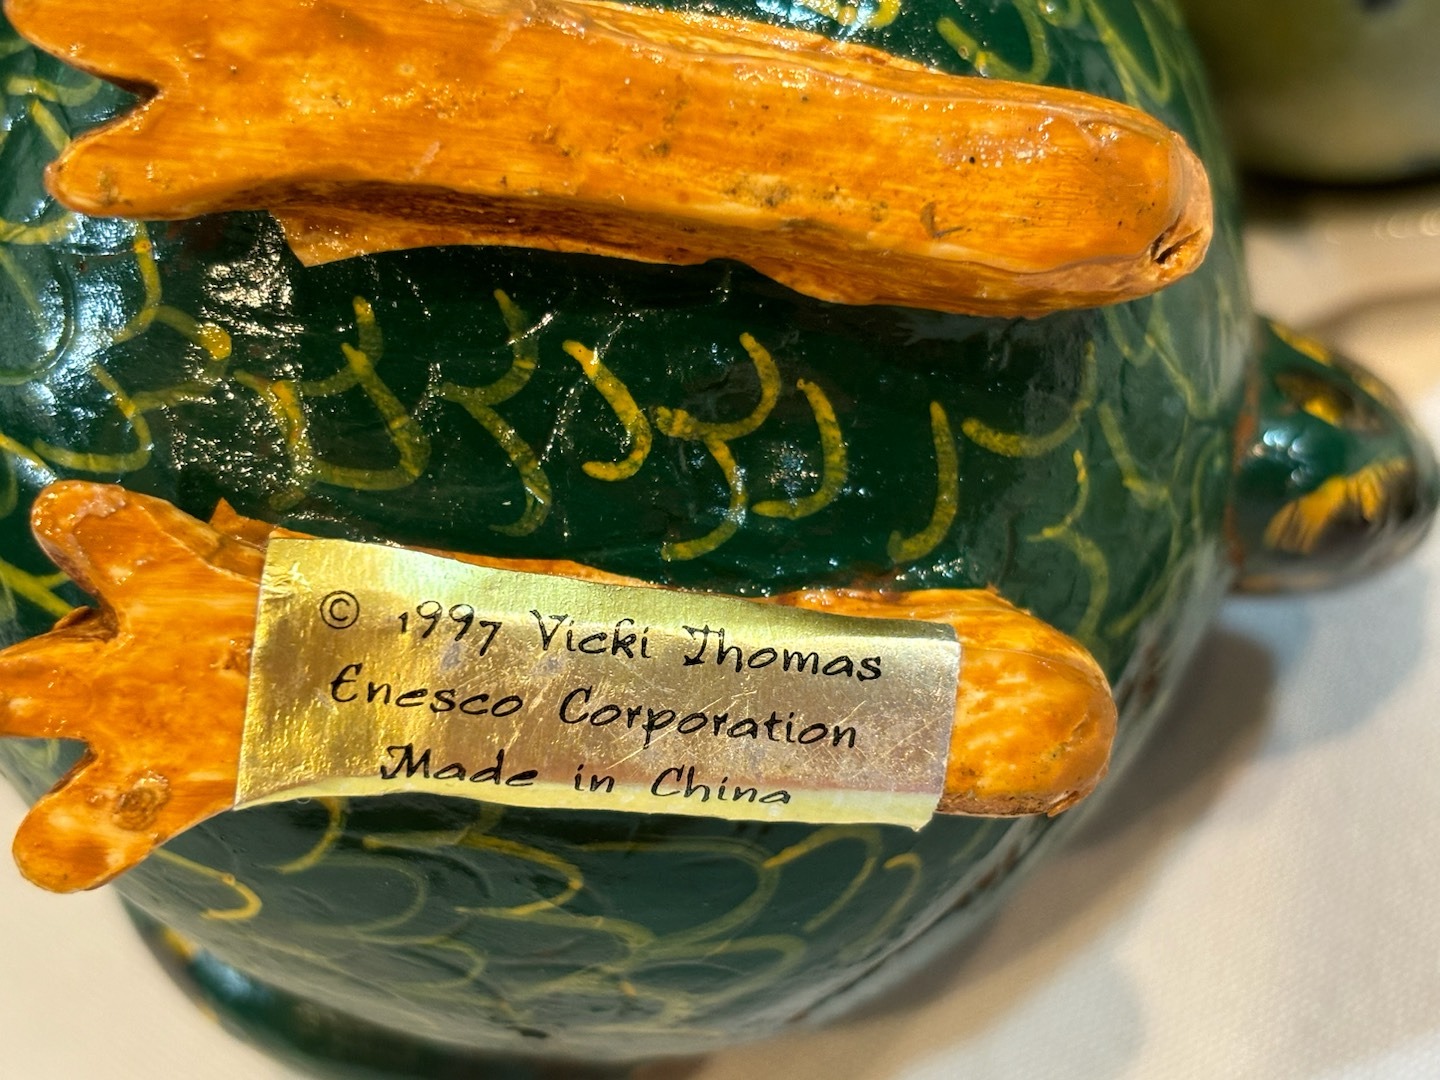 © 1997 Vicki Thomas
Enesco Corporation
Made in China